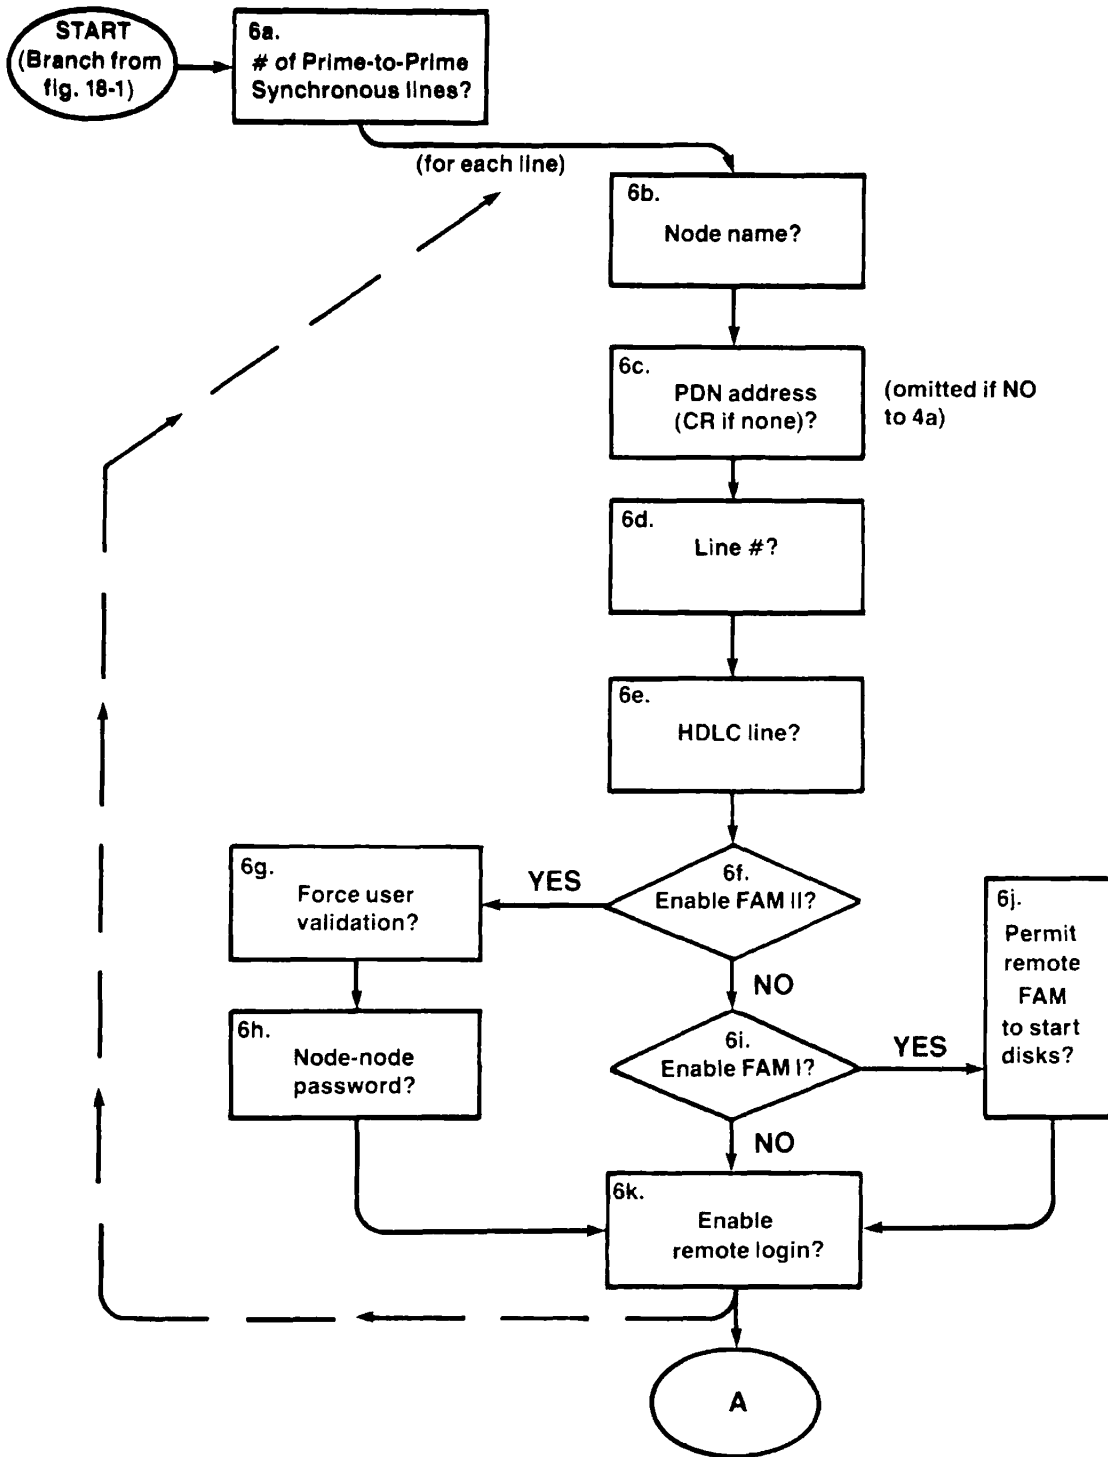 START
(Branch from
fig. 18-1)
6a.
# of Prime-to-Prime
Synchronous lines?
(for each line)
6b.
Node name?
6c.
PDN address
(CR if none)?
(omitted if NO
to 4a)
6d.
Line #?
6e.
HDLC line?
6f.
Enable FAM II?
YES
NO
6g.
Force user
validation?
6h.
Node-node
password?
6i.
Enable FAM I?
YES
NO
6j.
Permit
remote
FAM
to start
disks?
6k.
Enable
remote login?
A